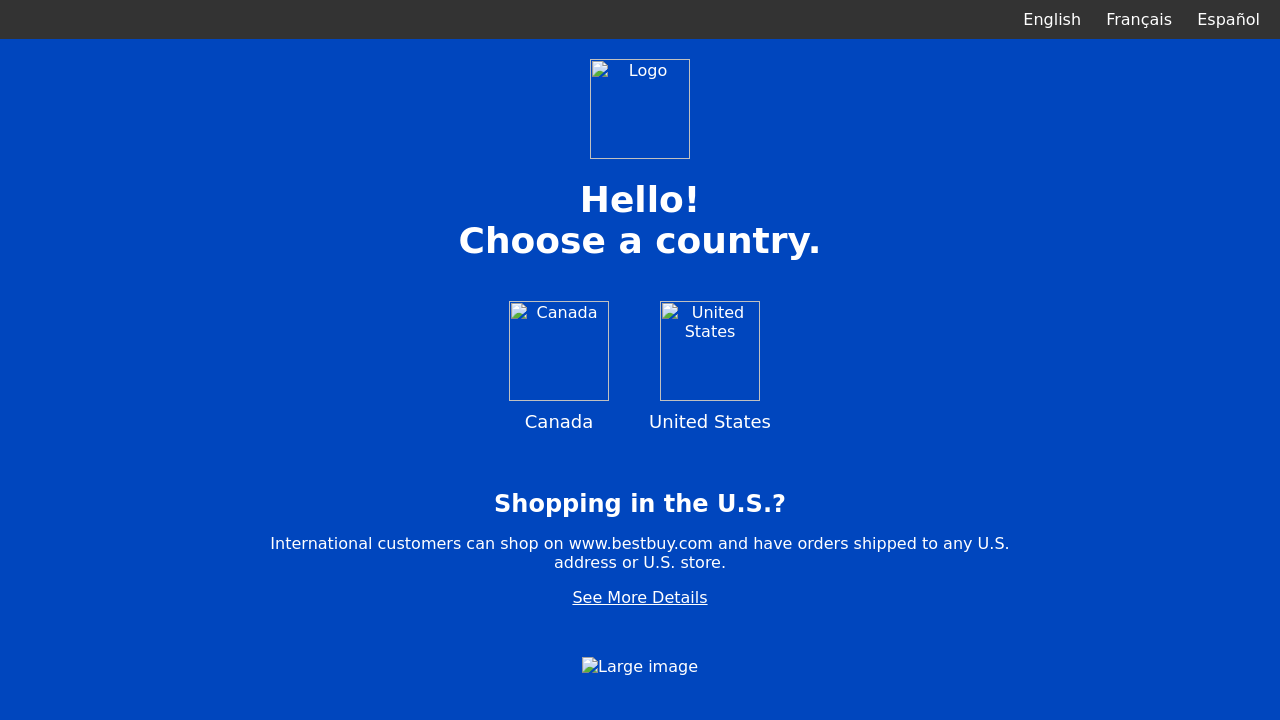 English Français Español
Logo
Hello!
Choose a country.
Canada United
States
Canada United States
Shopping in the U.S.?
International customers can shop on www.bestbuy.com and have orders shipped to any U.S.
address or U.S. store.
See More Details
Large image